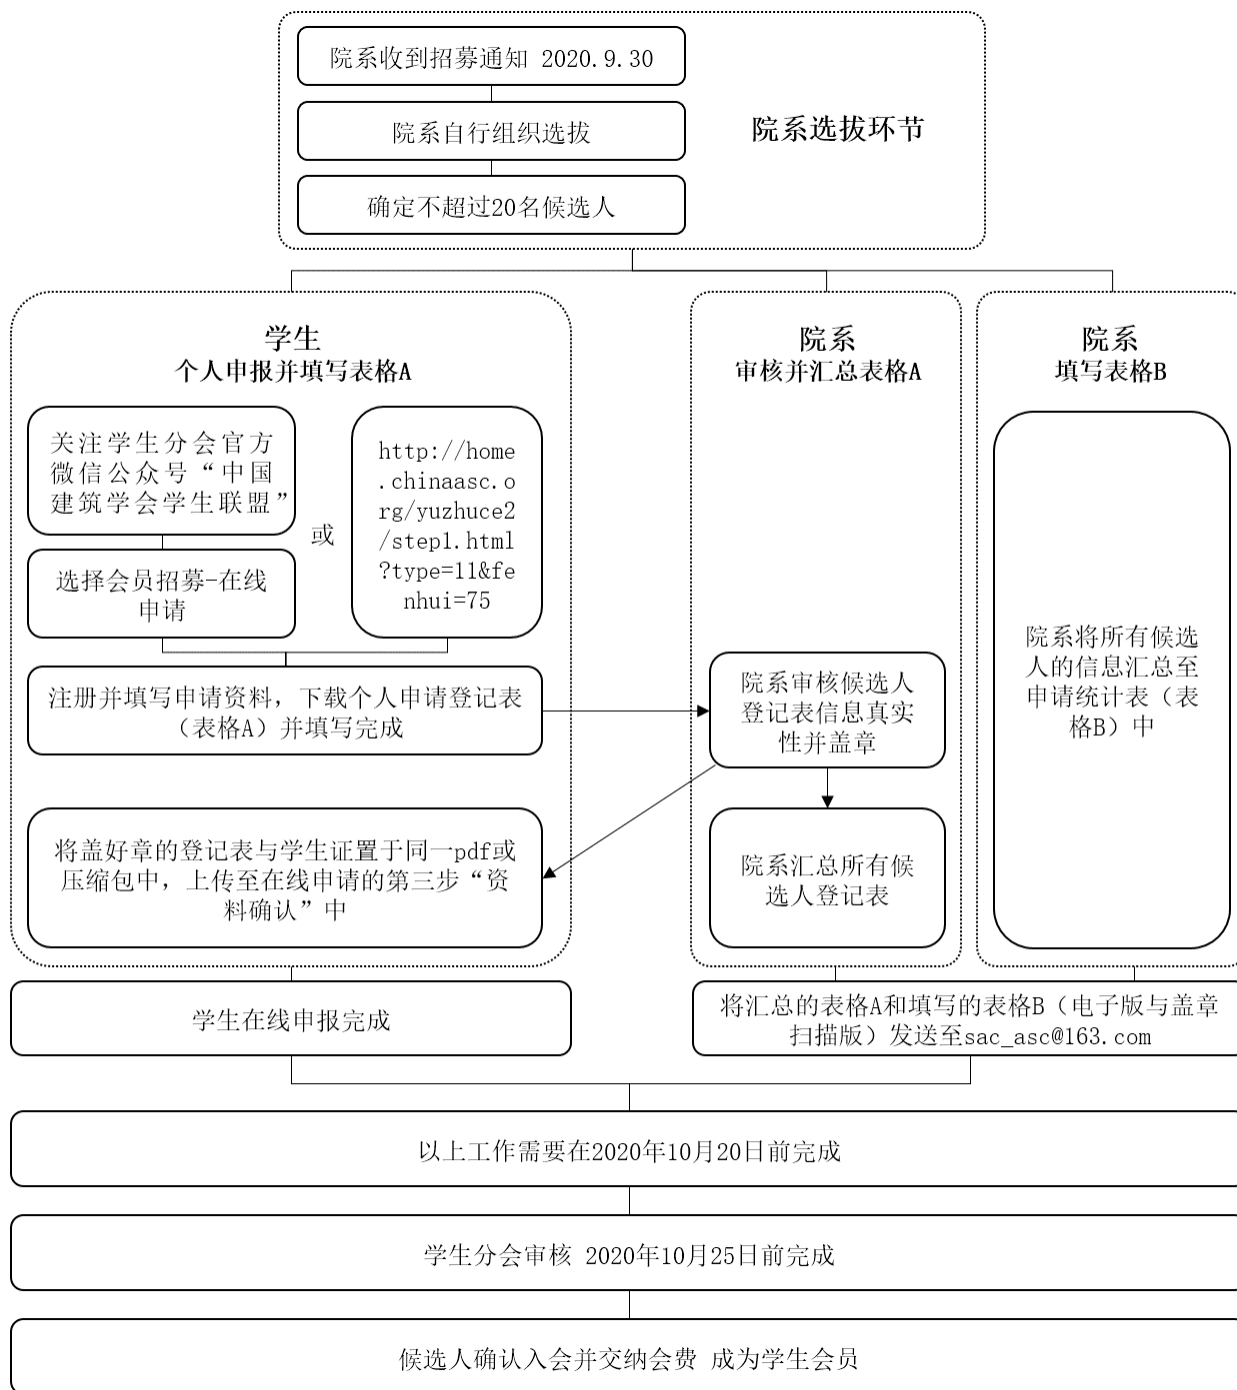 院系收到招募通知 2020.9.30
院系自行组织选拔
确定不超过20名候选人
院系选拔环节
学生
个人申报并填写表格A
关注学生分会官方
微信公众号“中国
建筑学会学生联盟”
选择会员招募-在线
申请
或
http://home
.chinaasc.o
rg/yuzhuce2
/step1.html
?type=11&fe
nhui=75
注册并填写申请资料，下载个人申请登记表
（表格A）并填写完成
将盖好章的登记表与学生证置于同一pdf或
压缩包中，上传至在线申请的第三步“资
料确认”中
院系
审核并汇总表格A
院系审核候选人
登记表信息真实
性并盖章
院系汇总所有候
选人登记表
院系
填写表格B
院系将所有候选
人的信息汇总至
申请统计表（表
格B）中
学生在线申报完成
将汇总的表格A和填写的表格B（电子版与盖章
扫描版）发送至sac_asc@163.com
以上工作需要在2020年10月20日前完成
学生分会审核 2020年10月25日前完成
候选人确认入会并交纳会费 成为学生会员